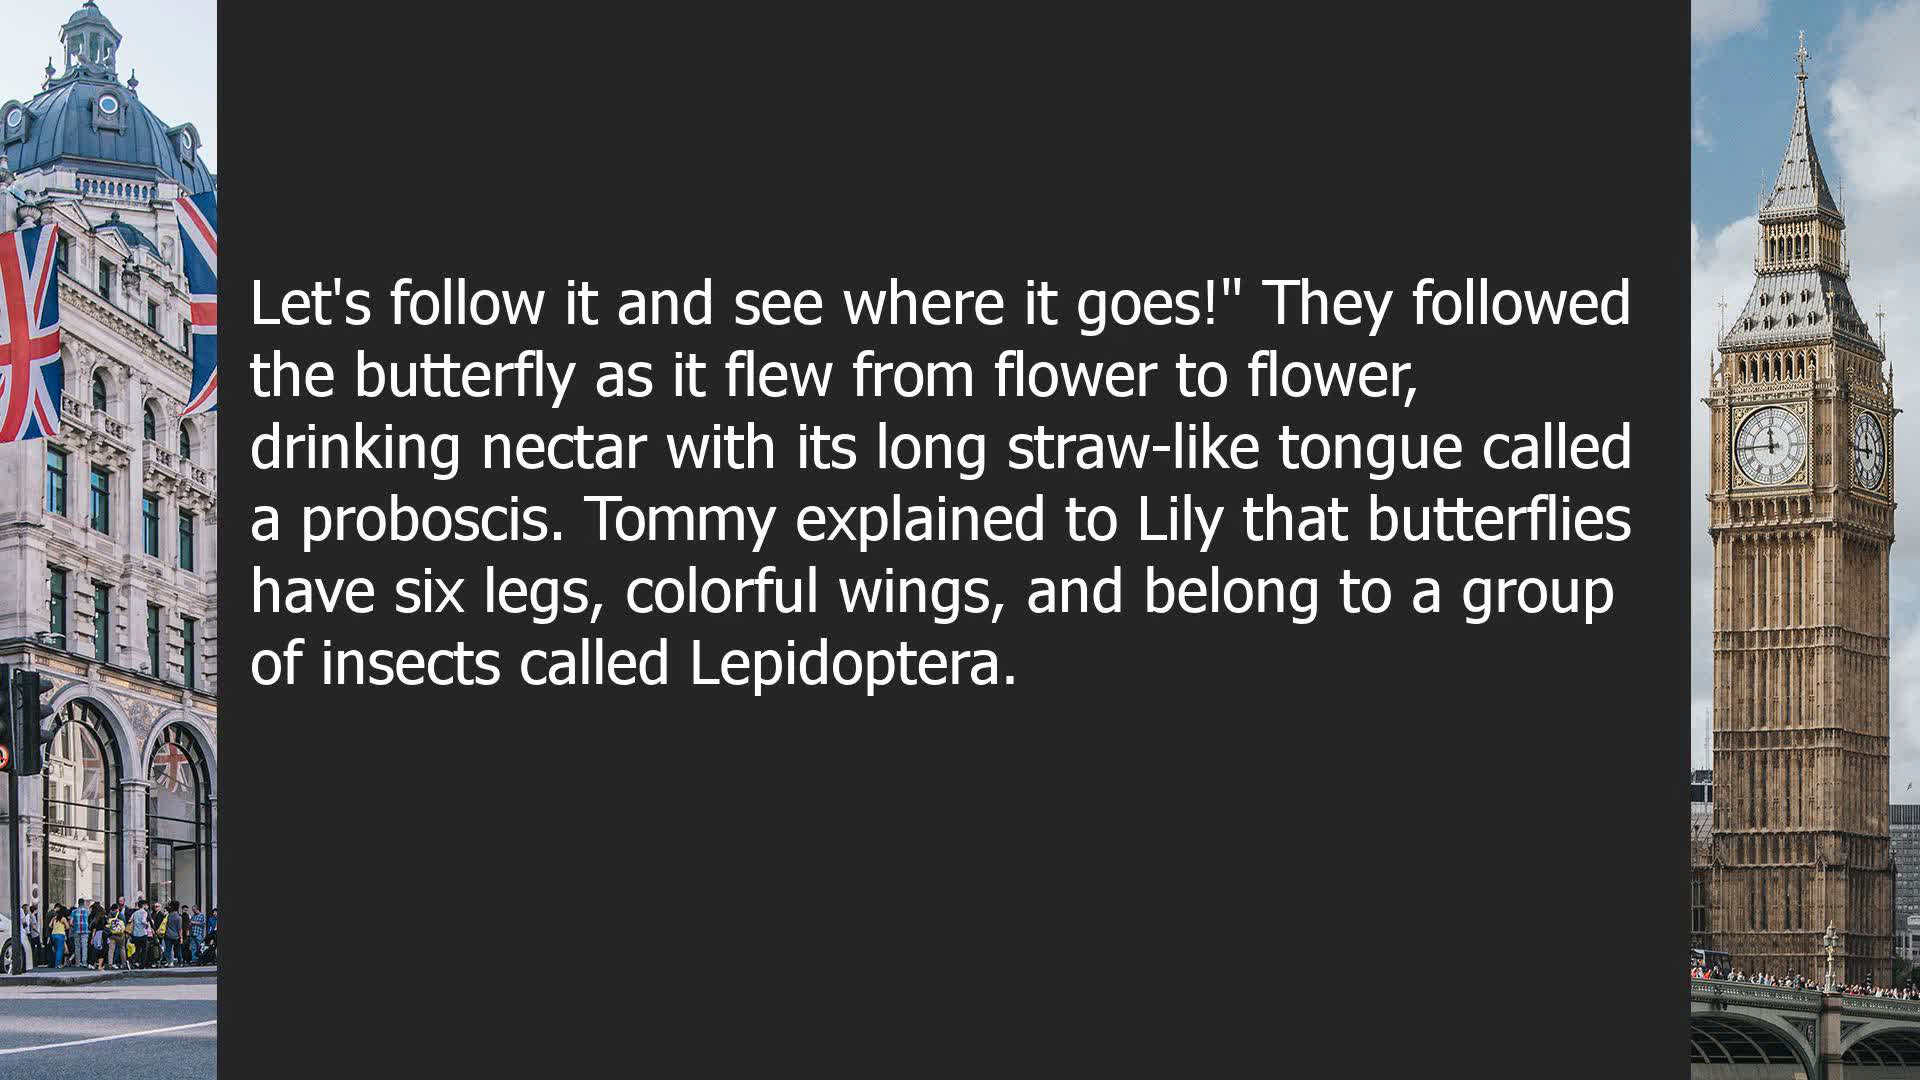 Let's follow it and see where it goes!" They followed
the butterfly as it flew from flower to flower,
drinking nectar with its long straw-like tongue called
a proboscis. Tommy explained to Lily that butterflies
have six legs, colorful wings, and belong to a group
of insects called Lepidoptera.